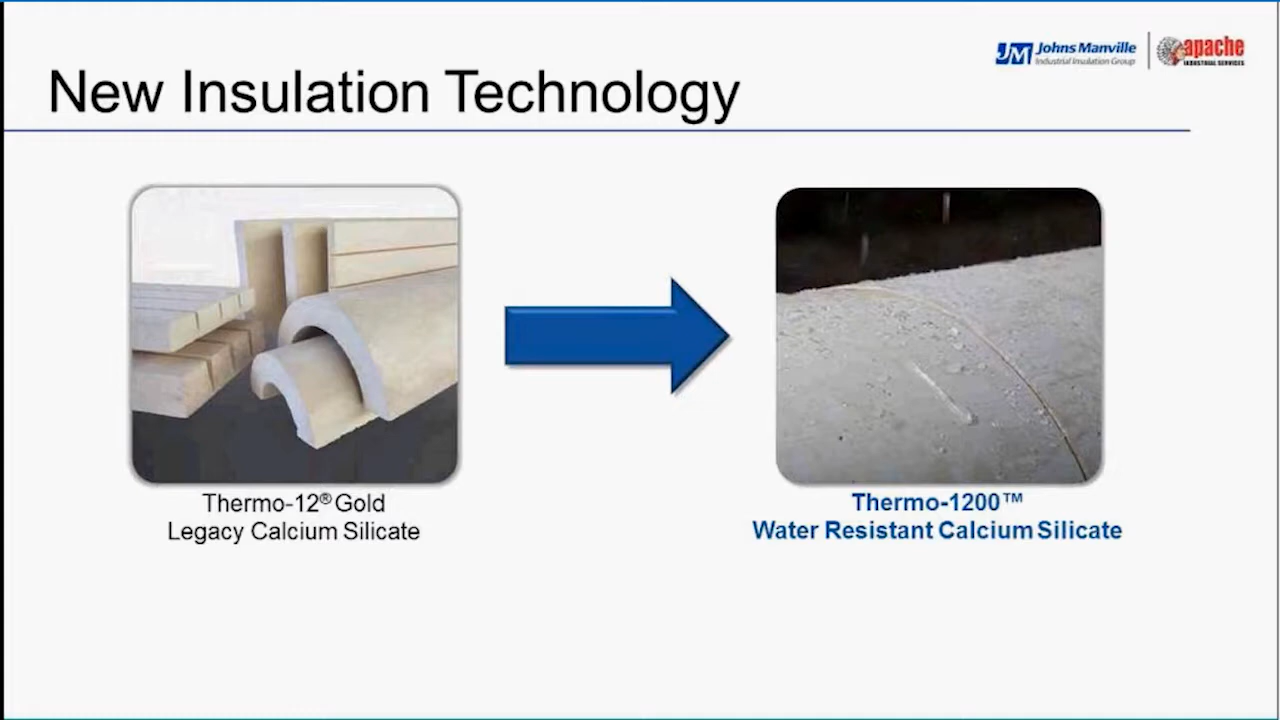 JM Johns Manville
Industrial Insulation Group
apache
INDUSTRIAL SERVICES
New Insulation Technology
Thermo-12® Gold
Legacy Calcium Silicate
Thermo-1200™
Water Resistant Calcium Silicate